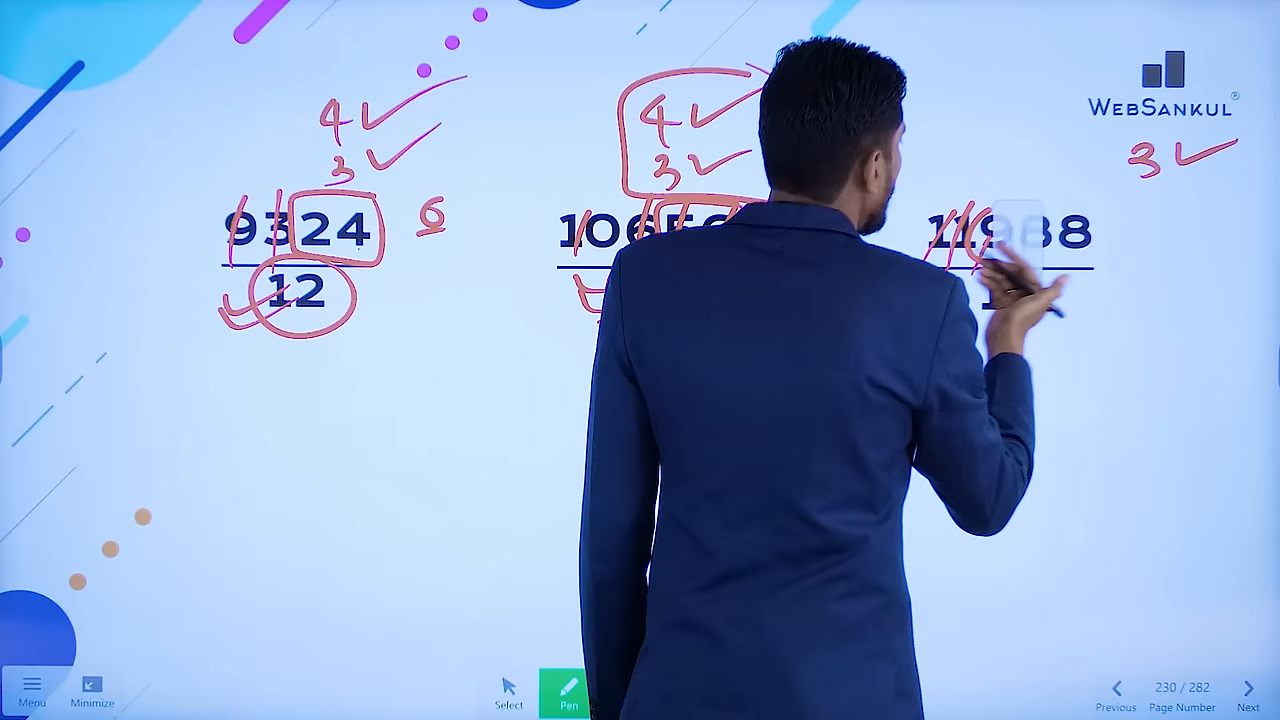 WEBSANKUL®
4 ✓
3 ✓
4 ✓
3 ✓
3 ✓
9324
6
106
11988
12
Menu
Minimize
Select
Pen
Previous
230 / 282
Page Number
Next